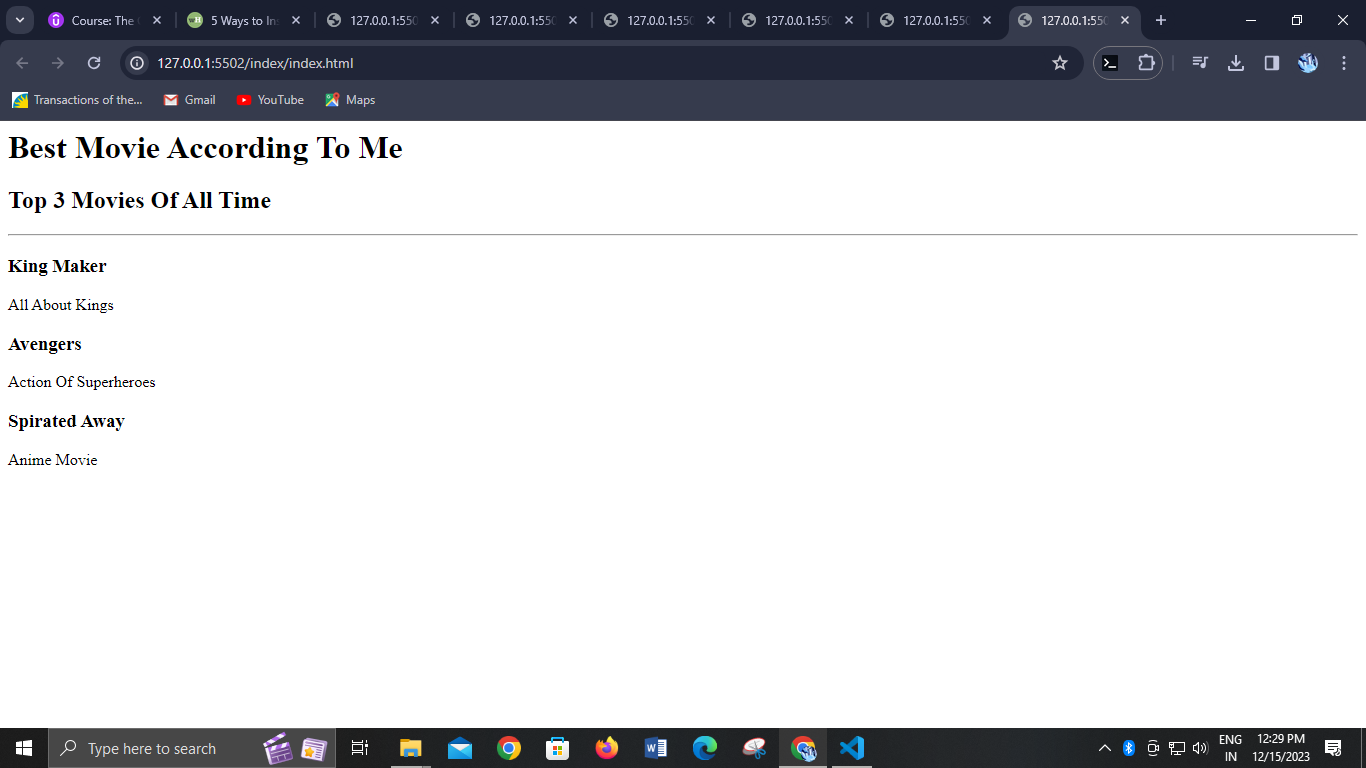 Course: The
5 Ways to Ins
127.0.0.1:550
127.0.0.1:550
127.0.0.1:550
127.0.0.1:550
127.0.0.1:550
127.0.0.1:550
127.0.0.1:5502/index/index.html
Transactions of the...
Gmail
YouTube
Maps
Best Movie According To Me
Top 3 Movies Of All Time
King Maker
All About Kings
Avengers
Action Of Superheroes
Spirated Away
Anime Movie
Type here to search
ENG
IN
12:29 PM
12/15/2023